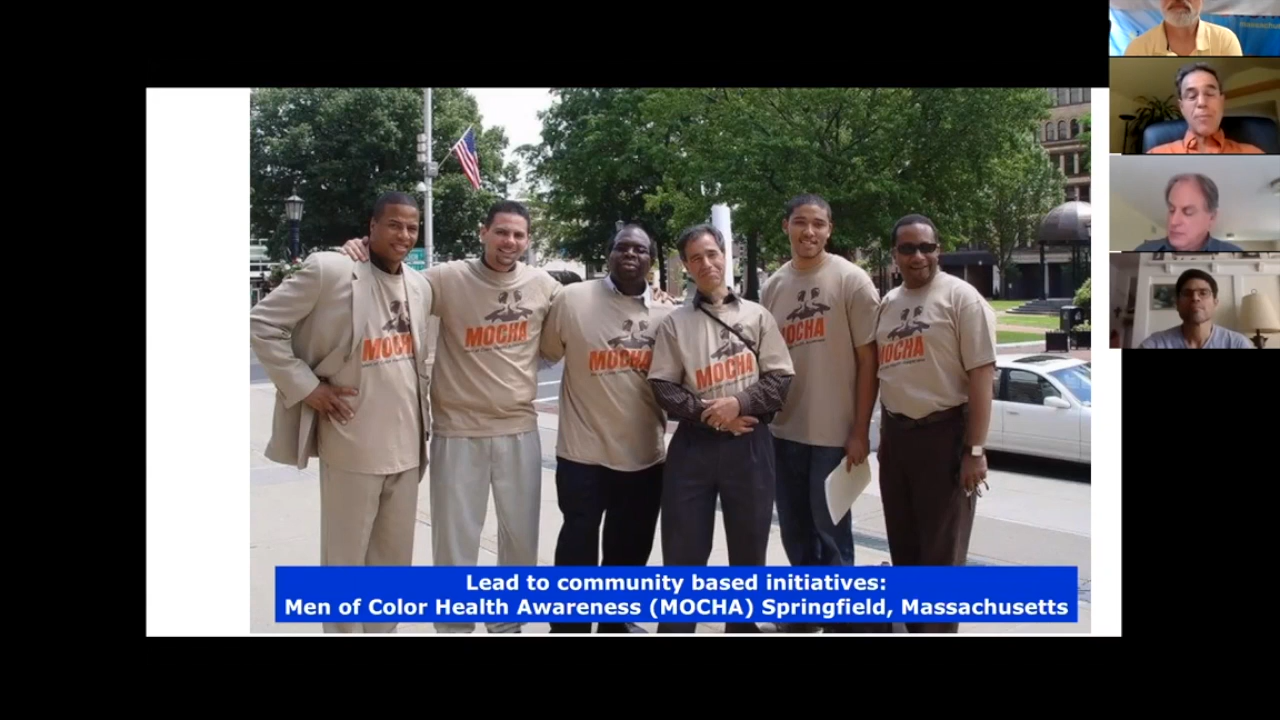 MOCHA
MOCHA
MOCHA
MOCHA
MOCHA
MOCHA
Lead to community based initiatives:
Men of Color Health Awareness (MOCHA) Springfield, Massachusetts